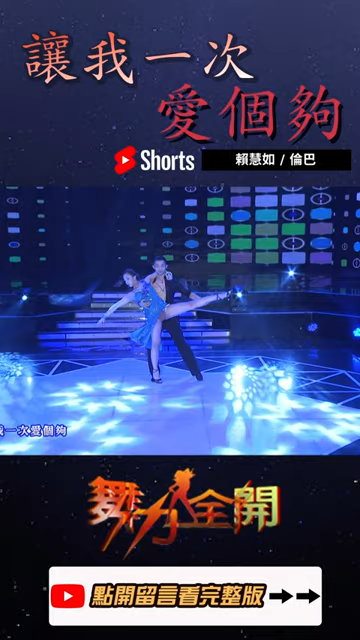 讓我一次
愛個夠
Shorts
賴慧如 / 倫巴
我一次愛個夠
舞力全開
點開留言看完整版